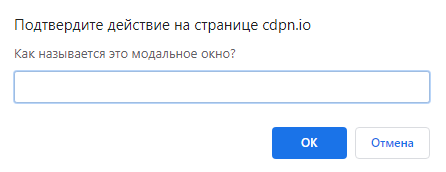 Подтвердите действие на странице cdpn.io
Как называется это модальное окно?
ОК
Отмена